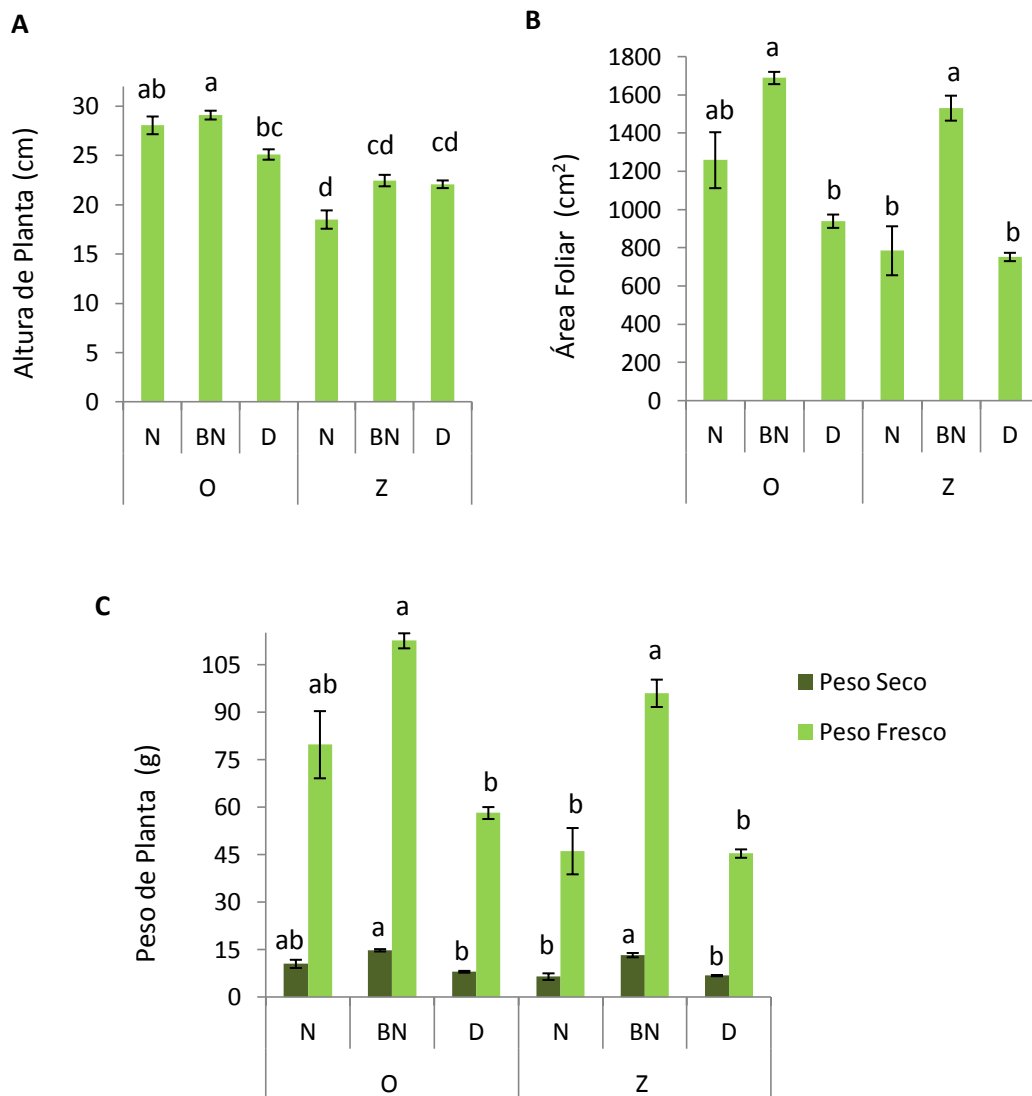 A
Altura de Planta (cm)
30
25
20
15
10
5
0
ab
a
bc
d
cd
cd
N BN D N BN D
O Z
B
Área Foliar (cm²)
1800
1600
1400
1200
1000
800
600
400
200
0
ab
a
b
b
a
b
N BN D N BN D
O Z
C
Peso de Planta (g)
105
90
75
60
45
30
15
0
ab
ab
a
a
b
b
b
b
a
a
b
b
N BN D N BN D
O Z
Peso Seco
Peso Fresco